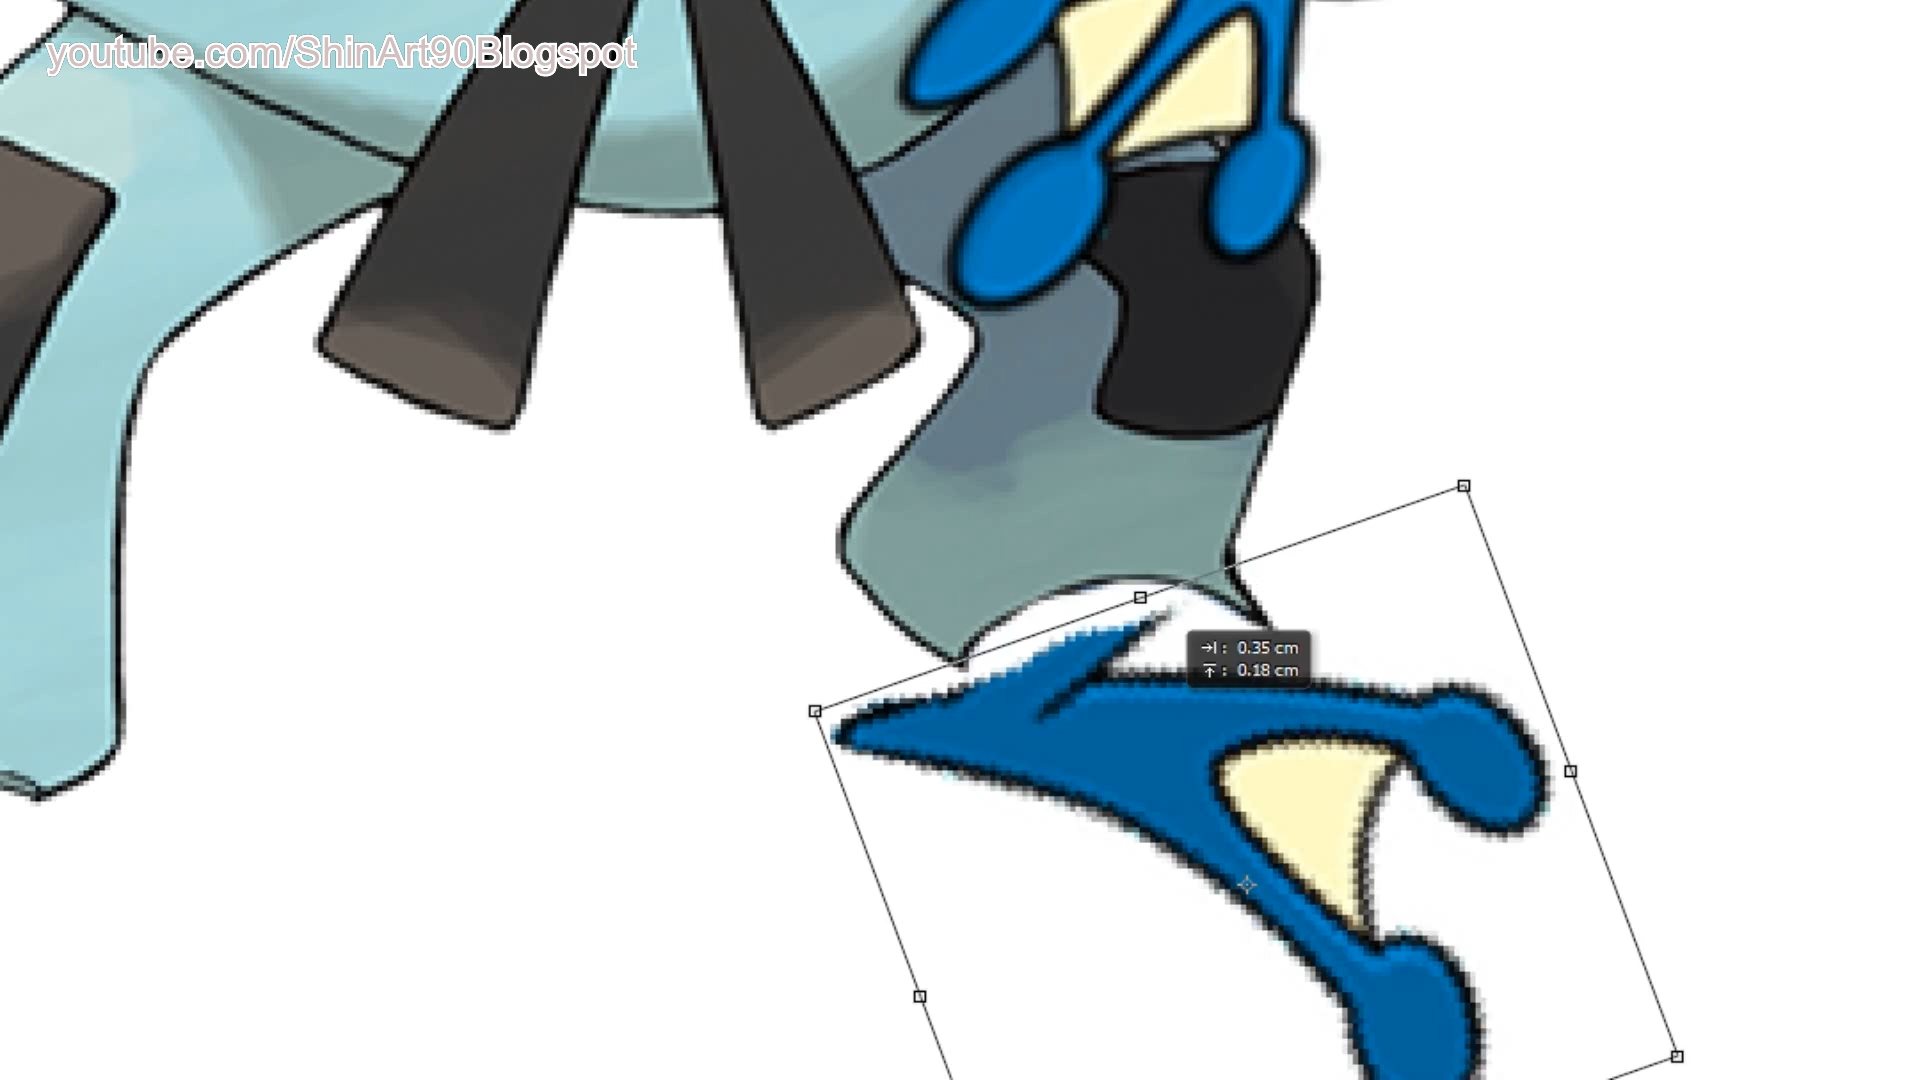 youtube.com/ShinArt90Blogspot
→I : 0.35 cm
⊼ : 0.18 cm